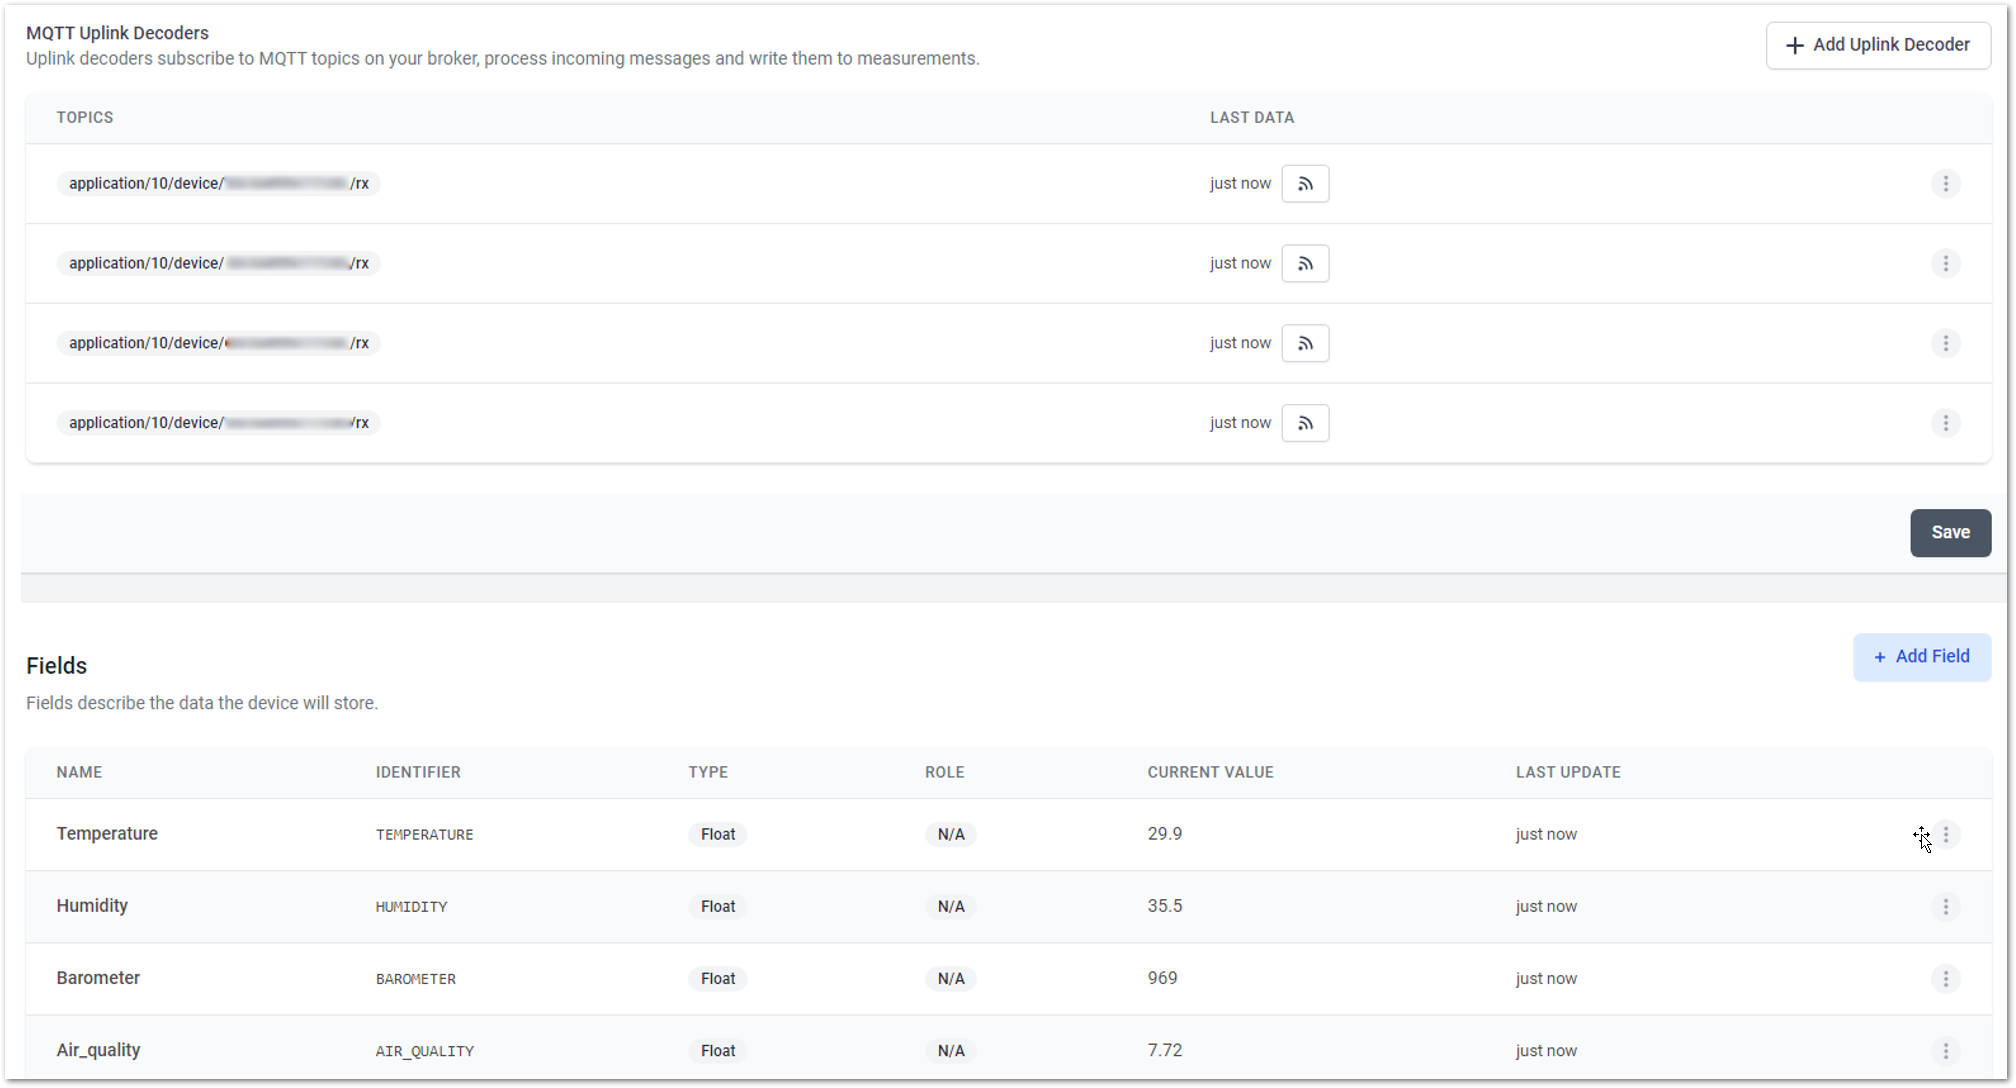 MQTT Uplink Decoders
Uplink decoders subscribe to MQTT topics on your broker, process incoming messages and write them to measurements.
+ Add Uplink Decoder
TOPICS LAST DATA
application/10/device/ /rx just now
application/10/device/ /rx just now
application/10/device/ /rx just now
application/10/device/ /rx just now
Save
Fields
+ Add Field
Fields describe the data the device will store.
NAME IDENTIFIER TYPE ROLE CURRENT VALUE LAST UPDATE
Temperature TEMPERATURE Float N/A 29.9 just now
Humidity HUMIDITY Float N/A 35.5 just now
Barometer BAROMETER Float N/A 969 just now
Air_quality AIR_QUALITY Float N/A 7.72 just now